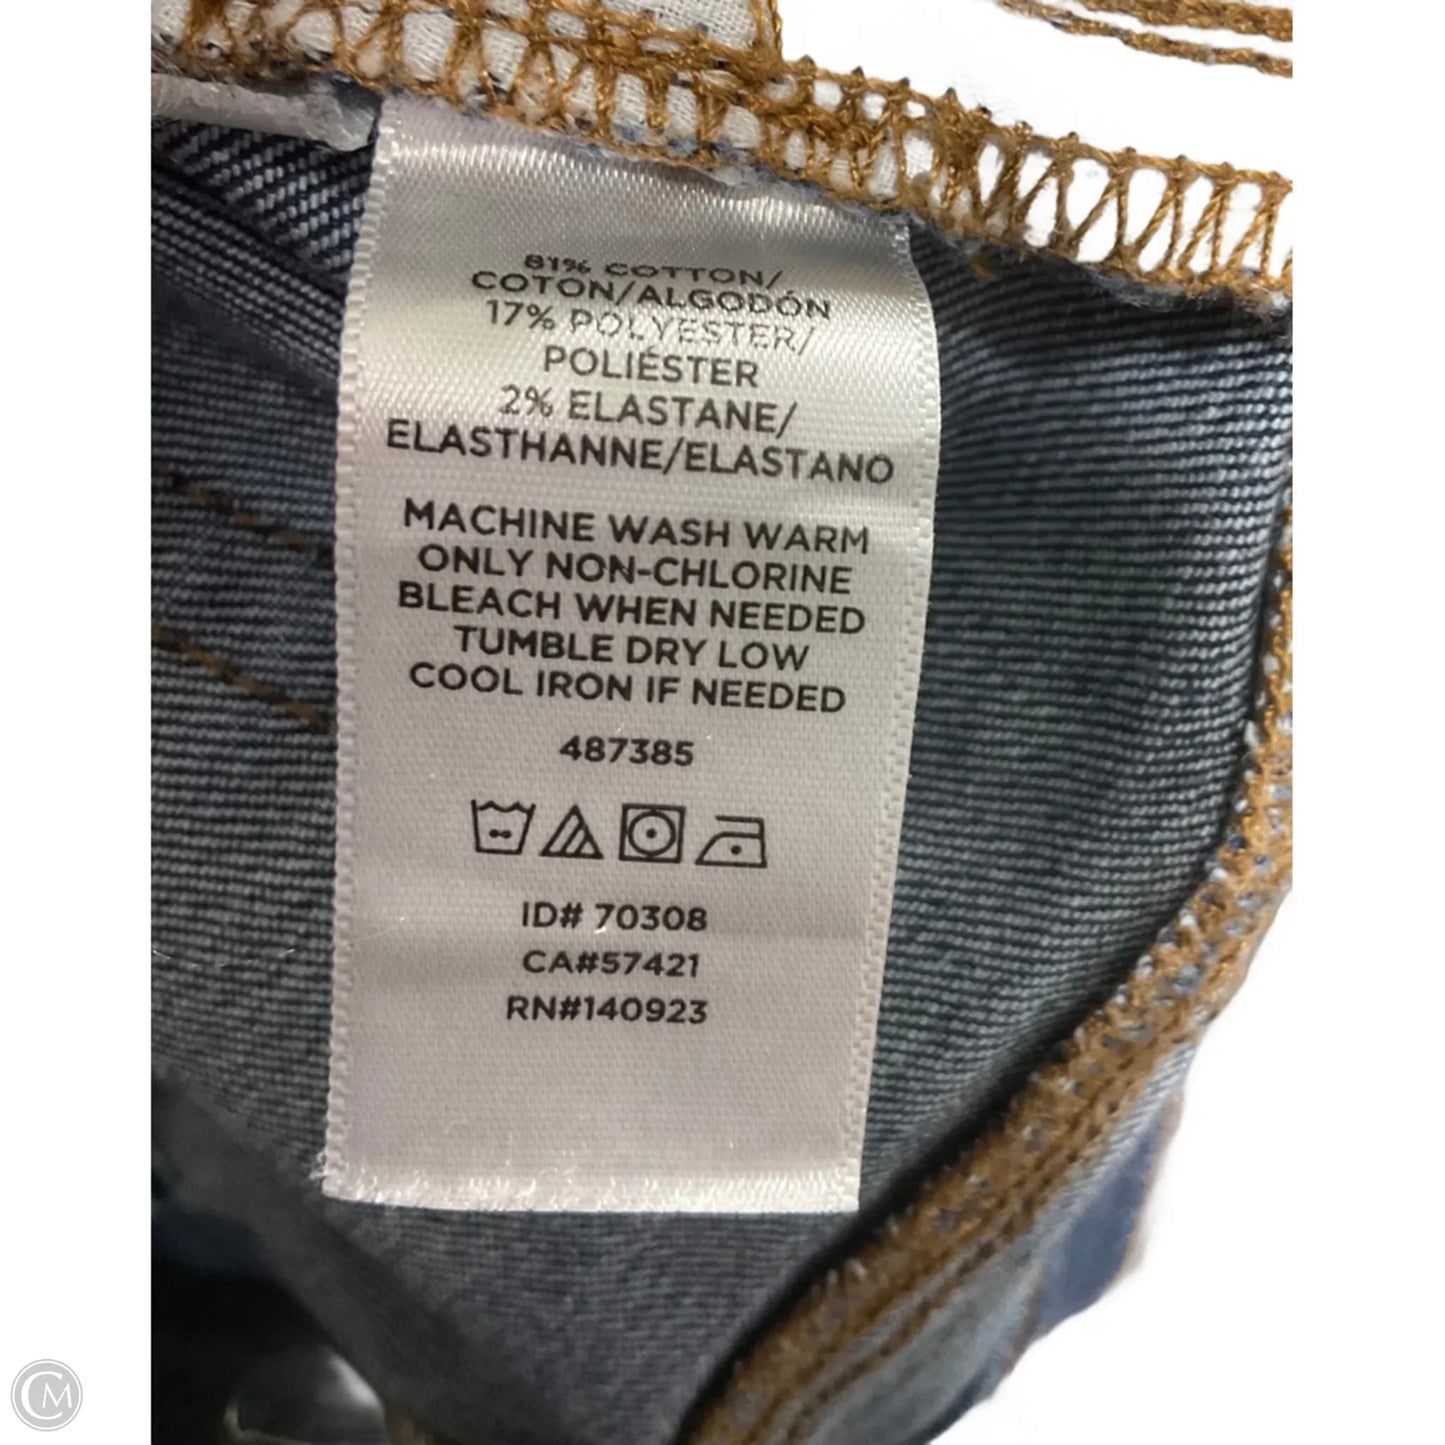 81% COTTON/
COTON/ALGODÓN
17% POLYESTER/
POLIÉSTER
2% ELASTANE/
ELASTHANNE/ELASTANO
MACHINE WASH WARM
ONLY NON-CHLORINE
BLEACH WHEN NEEDED
TUMBLE DRY LOW
COOL IRON IF NEEDED
487385
ID# 70308
CA#57421
RN#140923
CM